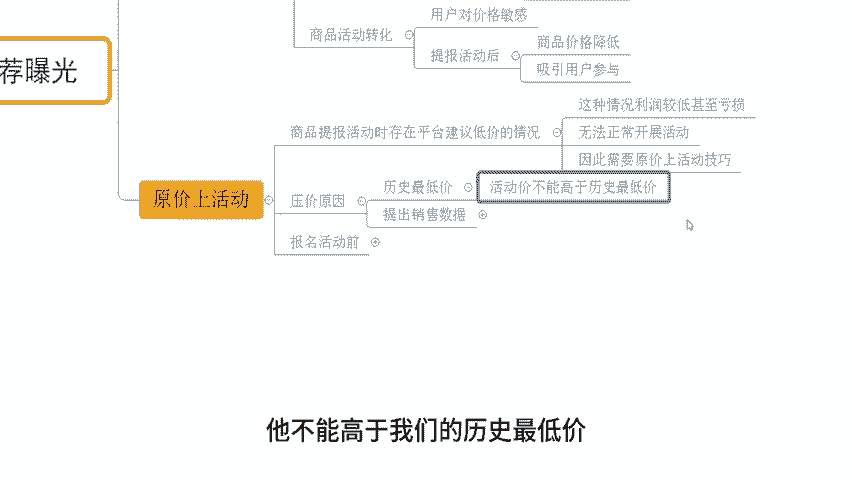 用户对价格敏感
商品活动转化
商品价格降低
提报活动后
吸引用户参与
荐曝光
这种情况利润较低甚至亏损
商品提报活动时存在平台建议低价的情况
无法正常开展活动
因此需要原价上活动技巧
原价上活动
历史最低价
活动价不能高于历史最低价
压价原因
提出销售数据
报名活动前
他不能高于我们的历史最低价